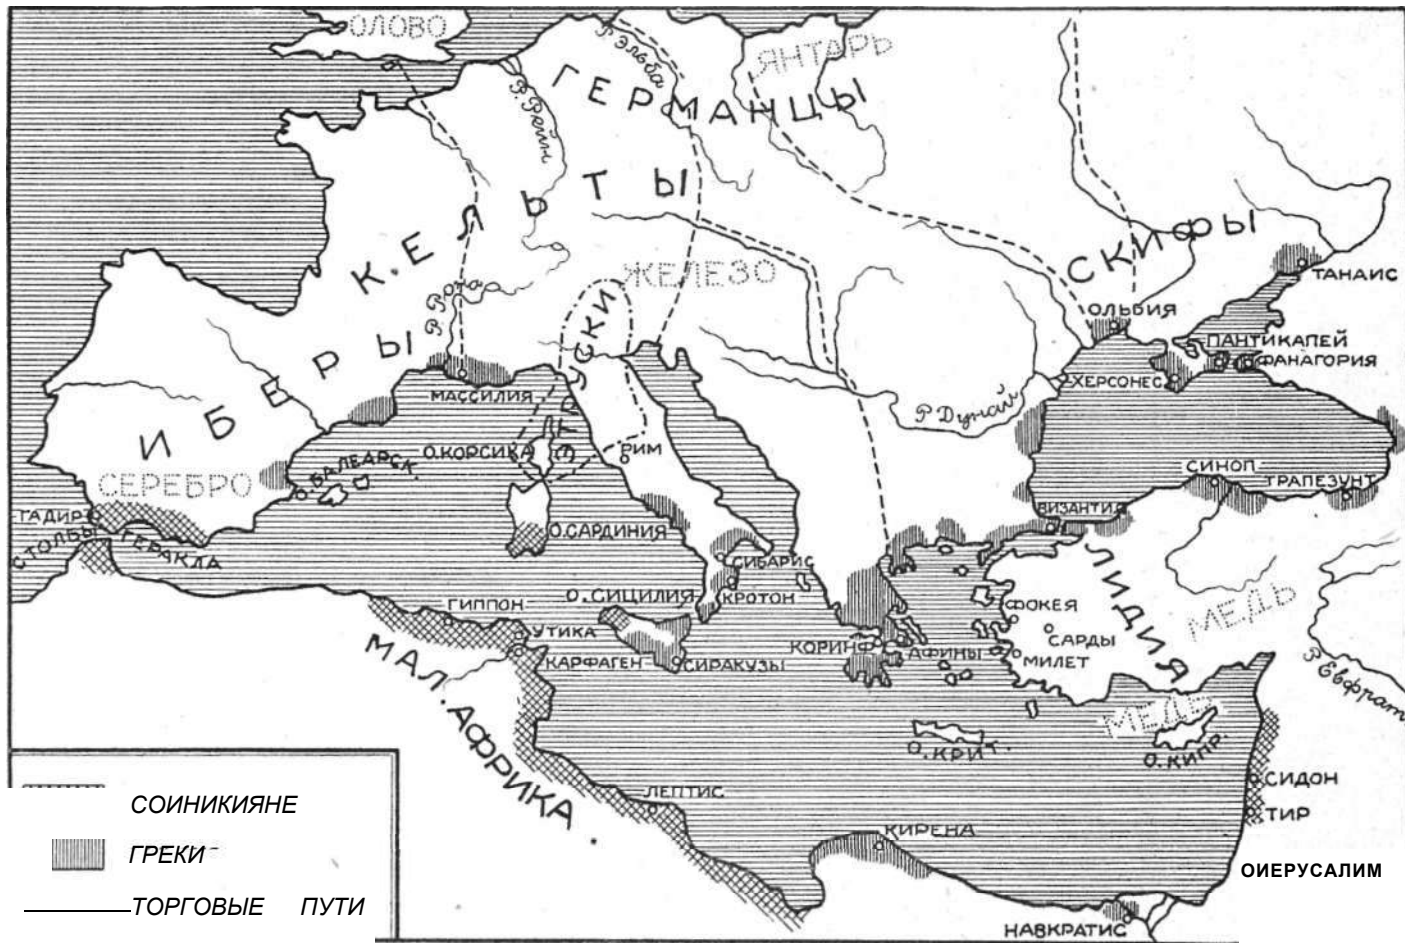 ОЛОВО
Р. Эльба
ЯНТАРЬ
ГЕРМАНЦЫ
Р. Рейн
КЕЛЬТЫ
СКИФЫ
ТАНАИС
ЖЕЛЕЗО
ОЛЬБИЯ
Р. Рона
ПАНТИКАПЕЙ
ФАНАГОРИЯ
ХЕРСОНЕС
ИБЕРЫ
МАССИЛИЯ
ЭТРУСКИ
Р Дунай
О.КОРСИКА
РИМ
О.БАЛЕАРСК.
СЕРЕБРО
СИНОП
ТРАПЕЗУНТ
ГАДИР
ВИЗАНТИЯ
СТОЛБЫ ГЕРАКЛА
О.САРДИНИЯ
СИБАРИС
ЛИДИЯ
МЕДЬ
КРОТОН
О.СИЦИЛИЯ
ГИППОН
УТИКА
ФОКЕЯ
САРДЫ
КОРИНФ
АФИНЫ
МИЛЕТ
КАРФАГЕН
СИРАКУЗЫ
Р Евфрат
МАЛ. АФРИКА
МЕДЬ
О.КРИТ.
О.КИПР.
СИДОН
ТИР
ЛЕПТИС
КИРЕНА
ОИЕРУСАЛИМ
НАВКРАТИС
СОИНИКИЯНЕ
ГРЕКИ
ТОРГОВЫЕ ПУТИ